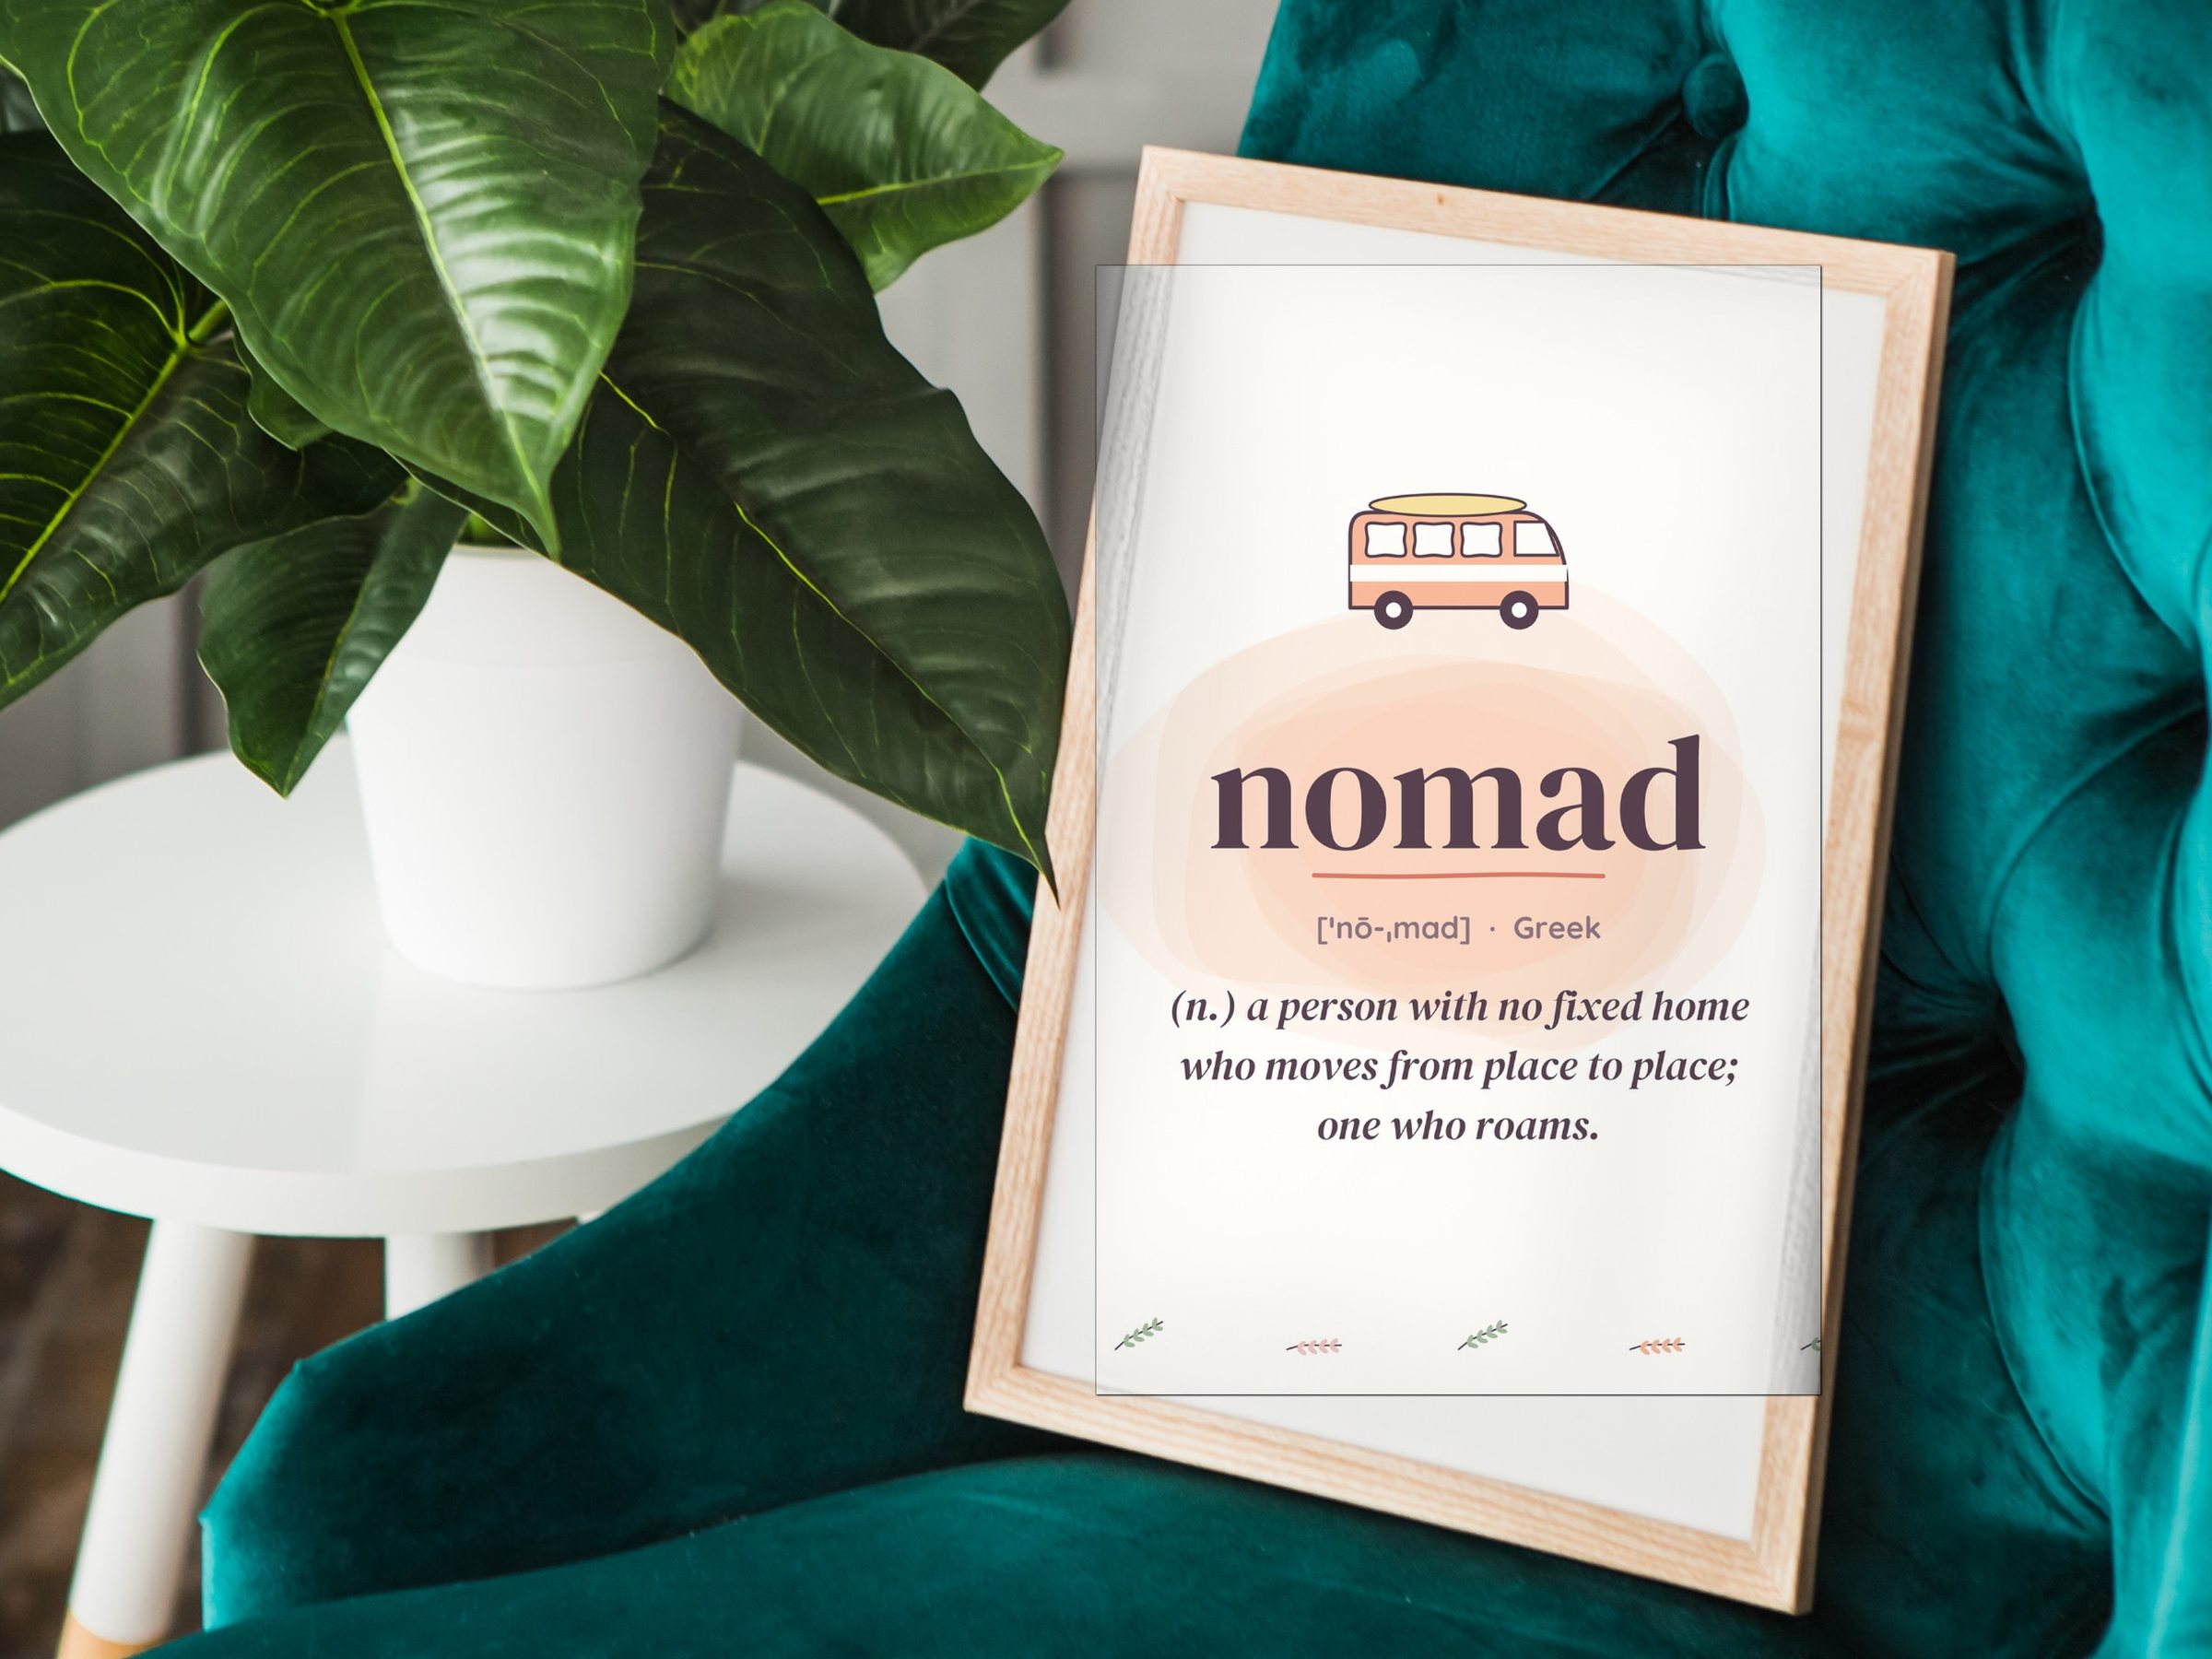 nomad
[ˈnō-ˌmad] · Greek
(n.) a person with no fixed home
who moves from place to place;
one who roams.